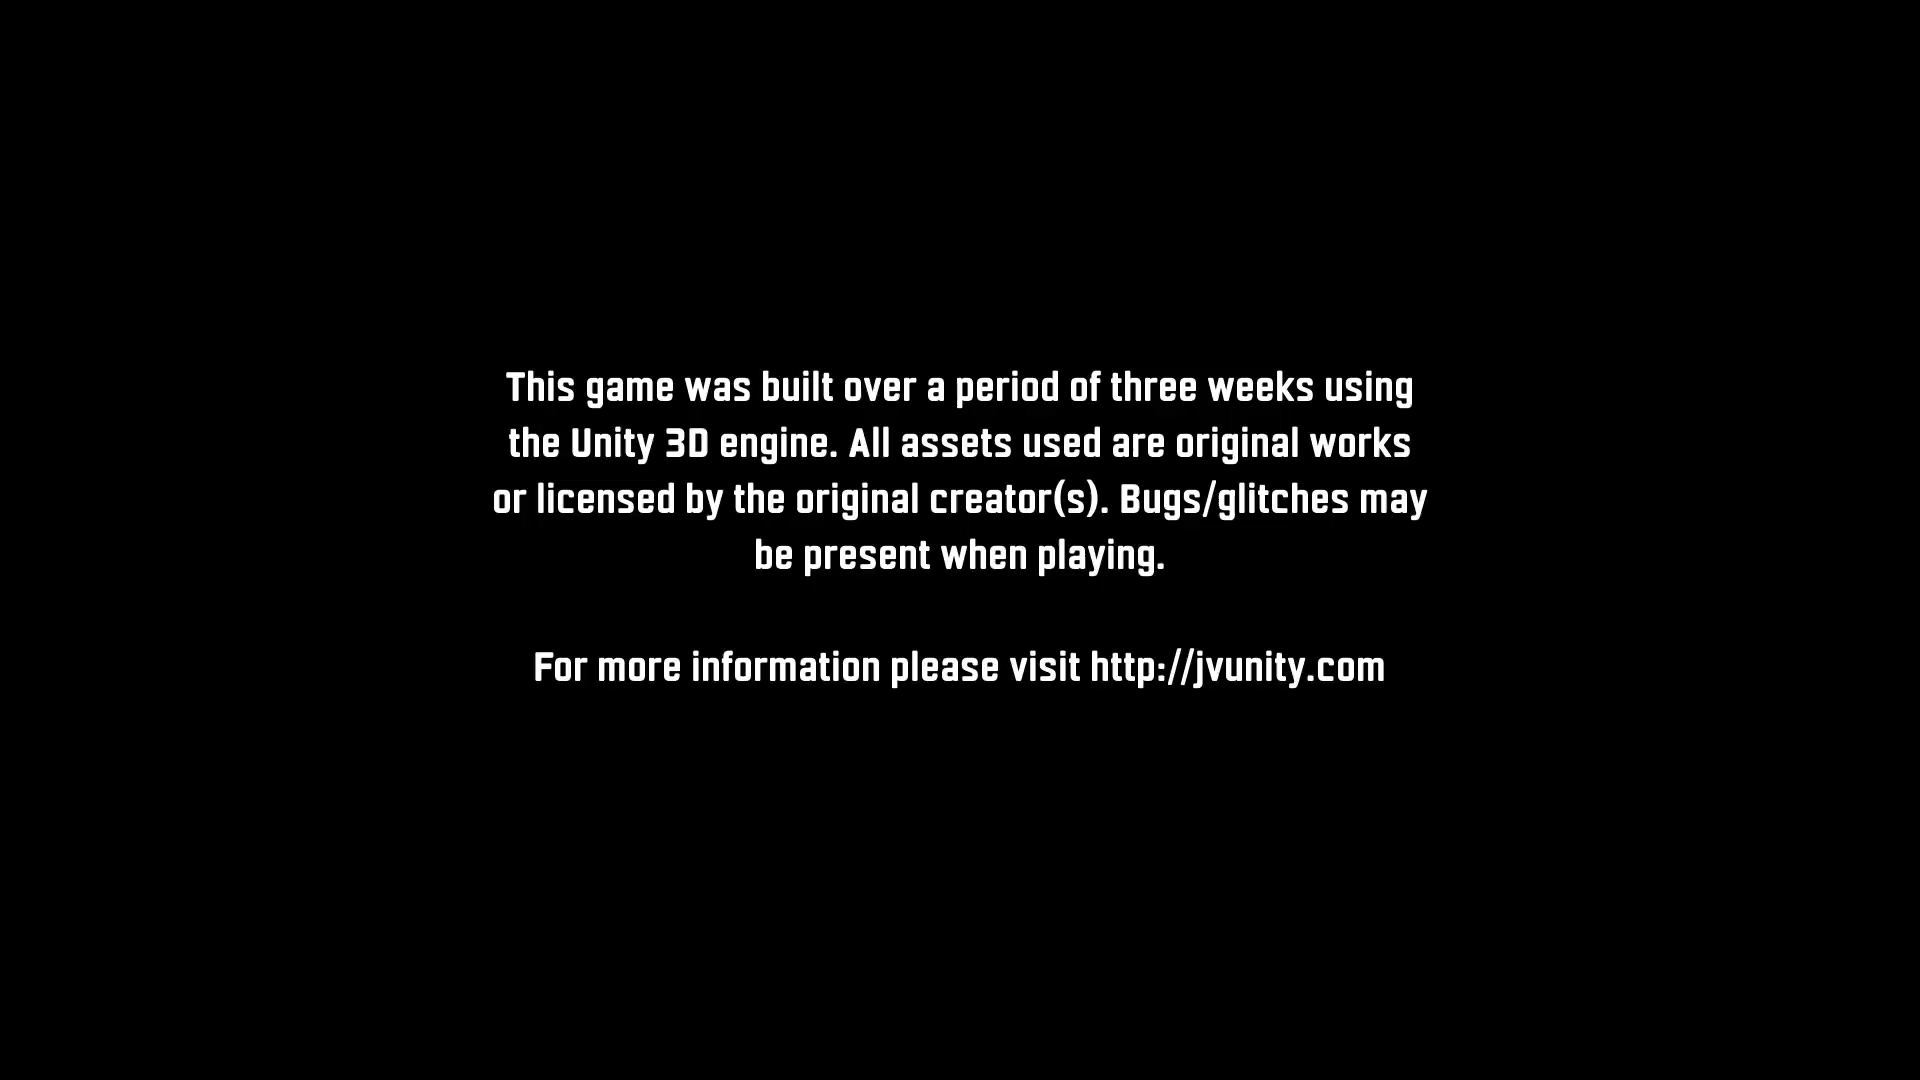 This game was built over a period of three weeks using
the Unity 3D engine. All assets used are original works
or licensed by the original creator(s). Bugs/glitches may
be present when playing.
For more information please visit http://jvunity.com